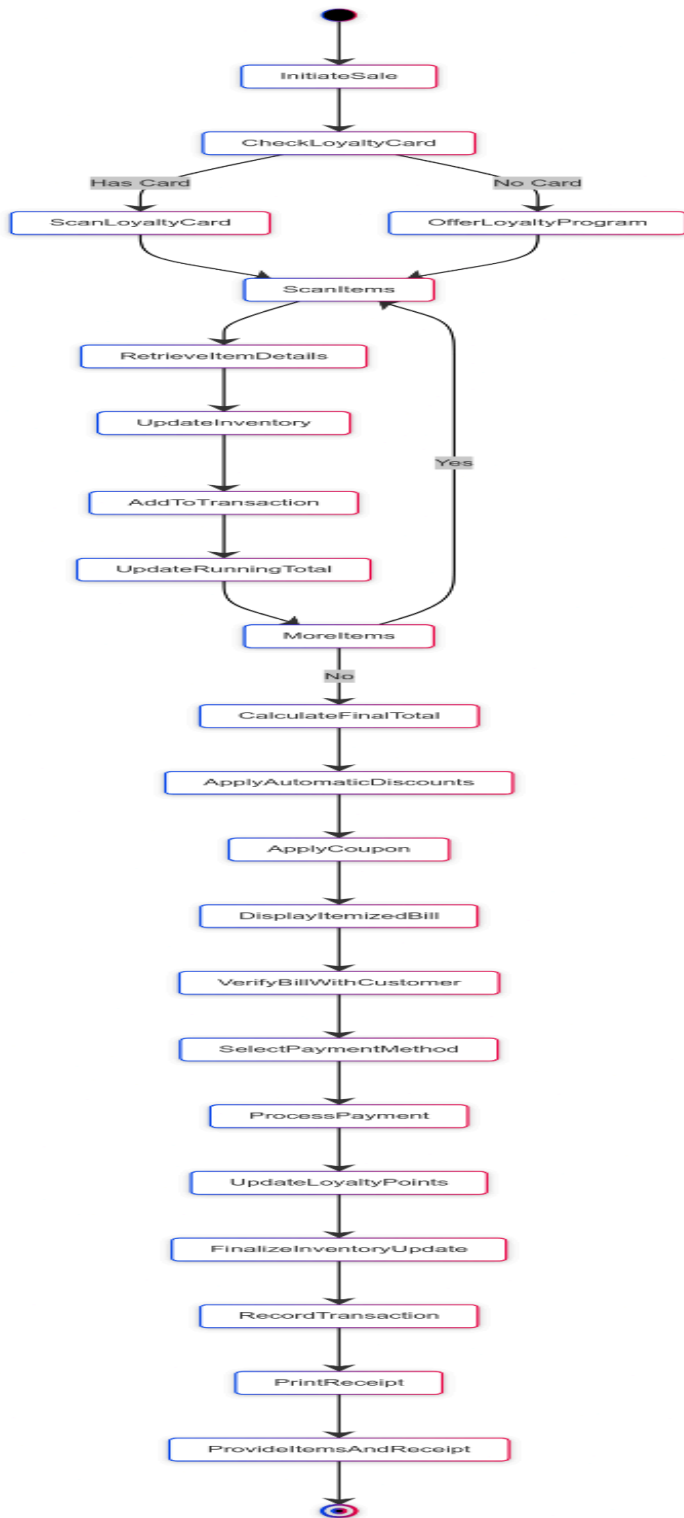 InitiateSale
CheckLoyaltyCard
Has Card
No Card
ScanLoyaltyCard
OfferLoyaltyProgram
ScanItems
RetrieveItemDetails
UpdateInventory
Yes
AddToTransaction
UpdateRunningTotal
MoreItems
No
CalculateFinalTotal
ApplyAutomaticDiscounts
ApplyCoupon
DisplayItemizedBill
VerifyBillWithCustomer
SelectPaymentMethod
ProcessPayment
UpdateLoyaltyPoints
FinalizeInventoryUpdate
RecordTransaction
PrintReceipt
ProvideItemsAndReceipt